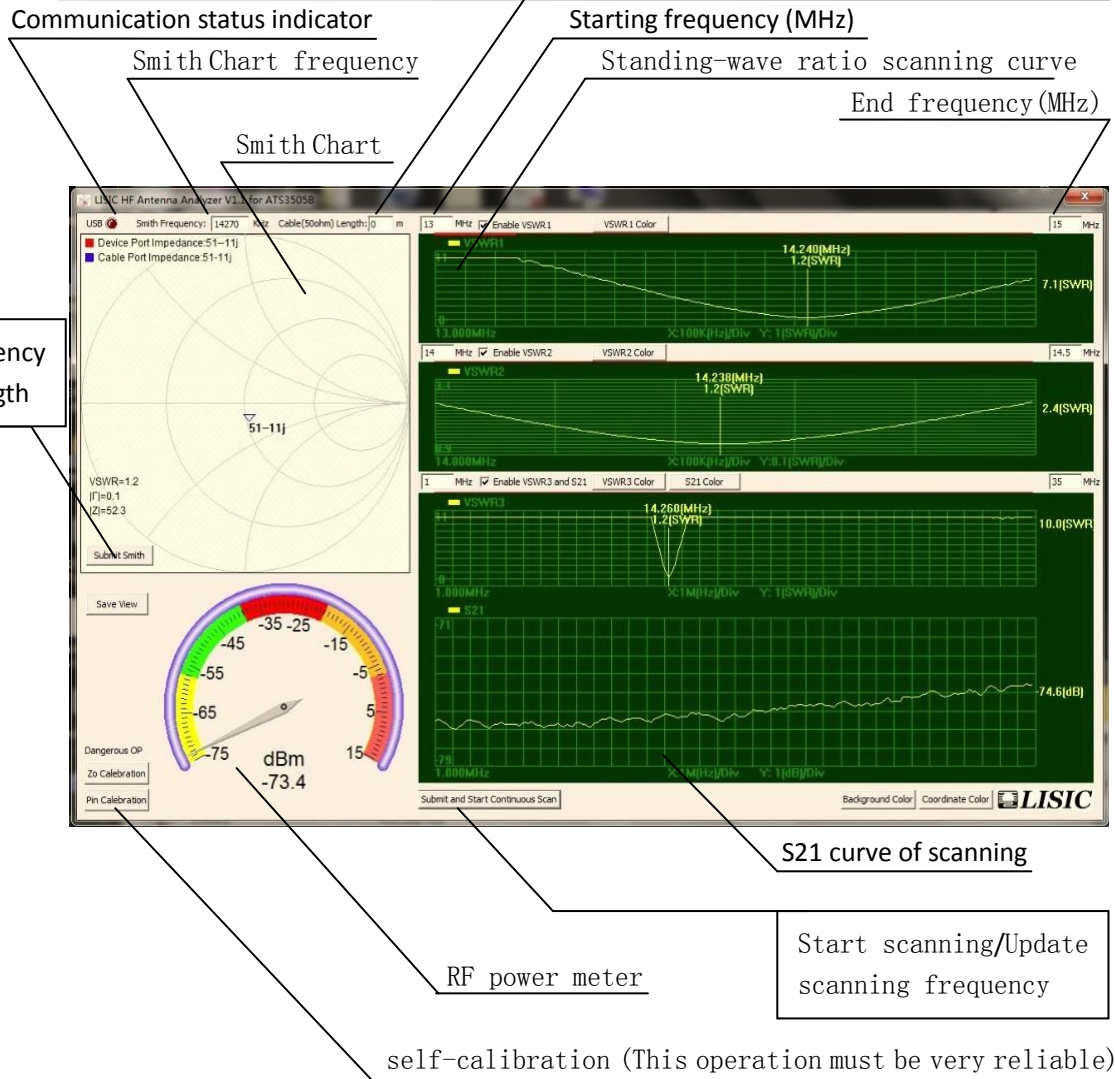 Communication status indicator
Starting frequency (MHz)
Smith Chart frequency
Standing-wave ratio scanning curve
End frequency(MHz)
Smith Chart
LISIC HF Antenna Analyzer V1.1 for ATS3505B
USB Smith Frequency: 14270 KHz Cable(50ohm) Length: 0 m
13 MHz Enable VSWR1 VSWR1 Color 15 MHz
Device Port Impedance:51--11j
Cable Port Impedance:51-11j
VSWR1
14.240(MHz)
1.2(SWR)
11
7.1(SWR)
0
13.000MHz X:100K(Hz)/Div Y: 1(SWR)/Div
14 MHz Enable VSWR2 VSWR2 Color 14.5 MHz
VSWR2
14.238(MHz)
1.2(SWR)
3.1
2.4(SWR)
0.9
14.000MHz X:100K(Hz)/Div Y:0.1(SWR)/Div
ency
gth
51-11j
VSWR=1.2
|Γ|=0.1
|Z|=52.3
Submit Smith
1 MHz Enable VSWR3 and S21 VSWR3 Color S21 Color 35 MHz
VSWR3
14.260(MHz)
1.2(SWR)
11
10.0(SWR
0
1.000MHz X:1M(Hz)/Div Y: 1(SWR)/Div
S21
-71
-74.6(dB)
-79
1.000MHz X:1M(Hz)/Div Y: 1(dB)/Div
Save View
-75 -65 -55 -45 -35 -25 -15 -5 5 15
dBm
-73.4
Dangerous OP
Zo Calebration
Pin Calebration
Submit and Start Continuous Scan
Background Color Coordinate Color LISIC
S21 curve of scanning
Start scanning/Update
scanning frequency
RF power meter
self-calibration (This operation must be very reliable)